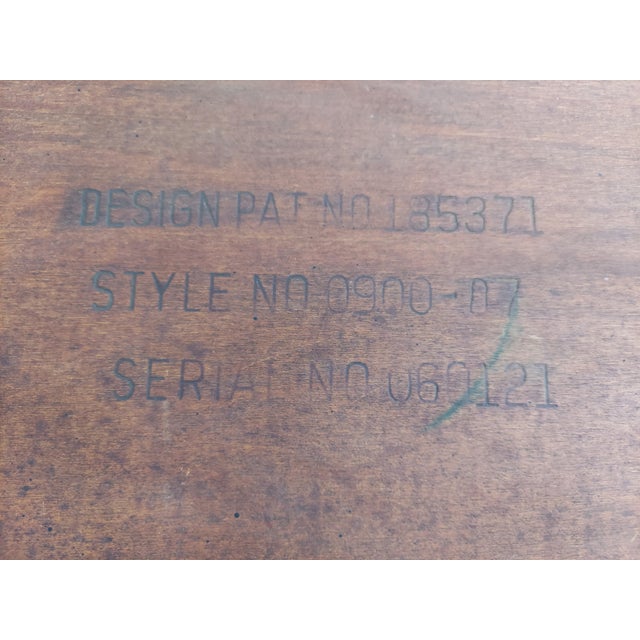 DESIGN PAT NO 185371
STYLE NO 0900-07
SERIAL NO 060121